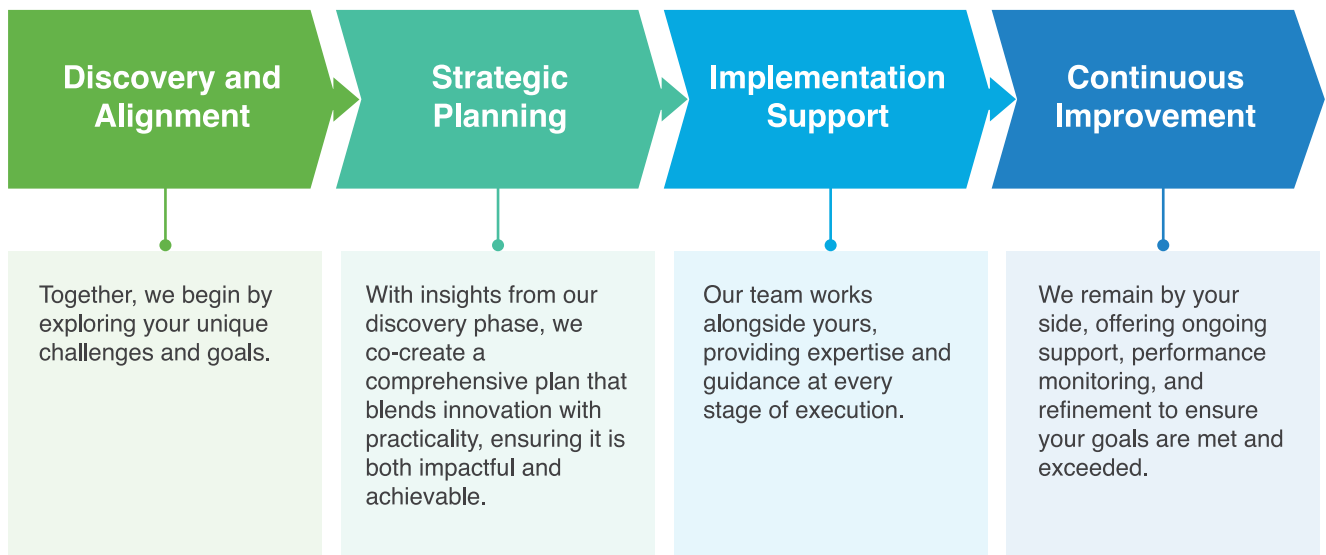 Discovery and
Alignment
Strategic
Planning
Implementation
Support
Continuous
Improvement
Together, we begin by
exploring your unique
challenges and goals.
With insights from our
discovery phase, we
co-create a
comprehensive plan that
blends innovation with
practicality, ensuring it is
both impactful and
achievable.
Our team works
alongside yours,
providing expertise and
guidance at every
stage of execution.
We remain by your
side, offering ongoing
support, performance
monitoring, and
refinement to ensure
your goals are met and
exceeded.